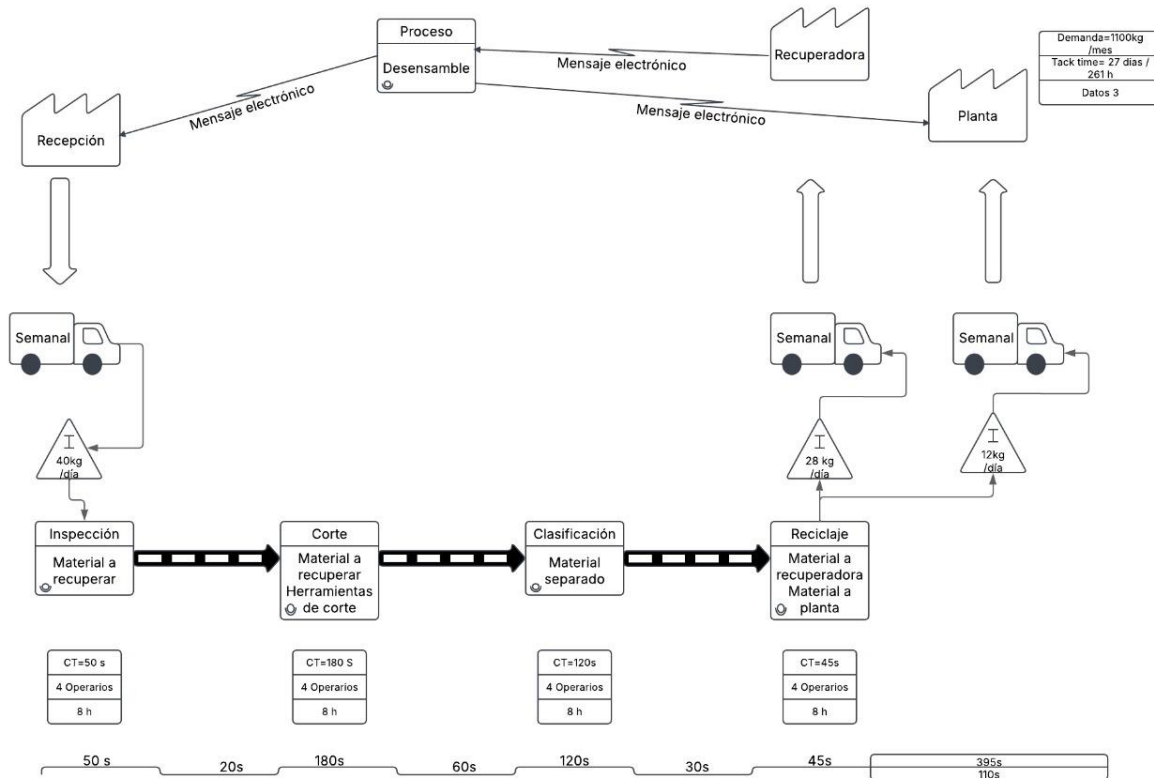 Proceso
Desensamble
Mensaje electrónico
Mensaje electrónico
Mensaje electrónico
Recuperadora
Planta
Demanda=1100kg
/mes
Tack time= 27 dias /
261 h
Datos 3
Recepción
Semanal
Semanal
Semanal
40kg
/día
28 kg
/día
12kg
/día
Inspección
Material a
recuperar
Corte
Material a
recuperar
Herramientas
de corte
Clasificación
Material
separado
Reciclaje
Material a
recuperadora
Material a
planta
CT=50 s
4 Operarios
8 h
CT=180 S
4 Operarios
8 h
CT=120s
4 Operarios
8 h
CT=45s
4 Operarios
8 h
50 s
20s
180s
60s
120s
30s
45s
395s
110s